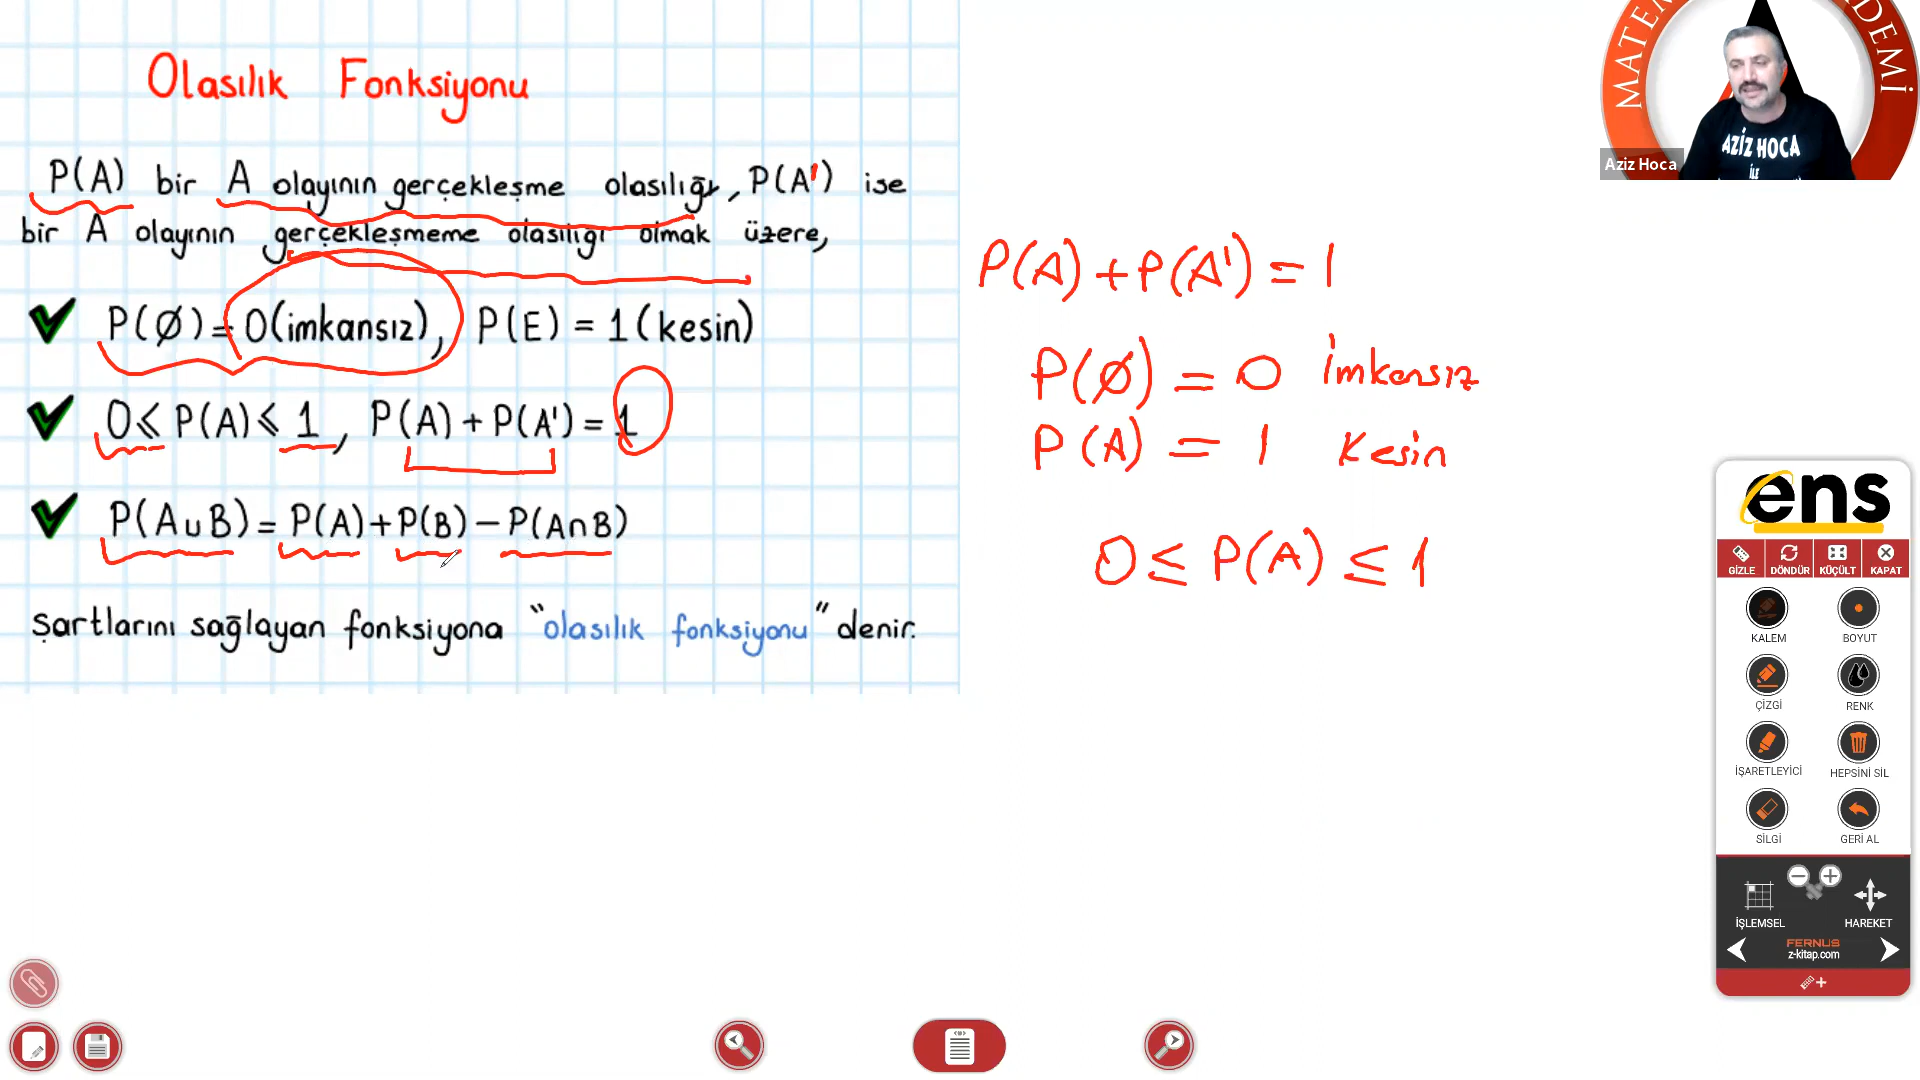 Olasılık Fonksiyonu
P(A) bir A olayının gerçekleşme olasılığı, P(A') ise
bir A olayının gerçekleşmeme olasılığı olmak üzere,
P(∅) = 0(imkansız), P(E) = 1(kesin)
0 ≤ P(A) ≤ 1, P(A) + P(A') = 1
P(A∪B) = P(A) + P(B) − P(A∩B)
şartlarını sağlayan fonksiyona "olasılık fonksiyonu" denir.
P(A) + P(A') = 1
P(∅) = 0 İmkansız
P(A) = 1 Kesin
0 ≤ P(A) ≤ 1
AZİZ HOCA
İLE
Aziz Hoca
ens
GİZLE DÖNDÜR KÜÇÜLT KAPAT
KALEM BOYUT
ÇİZGİ RENK
İŞARETLEYİCİ HEPSİNİ SİL
SİLGİ GERİ AL
İŞLEMSEL HAREKET
FERNUS
z-kitap.com